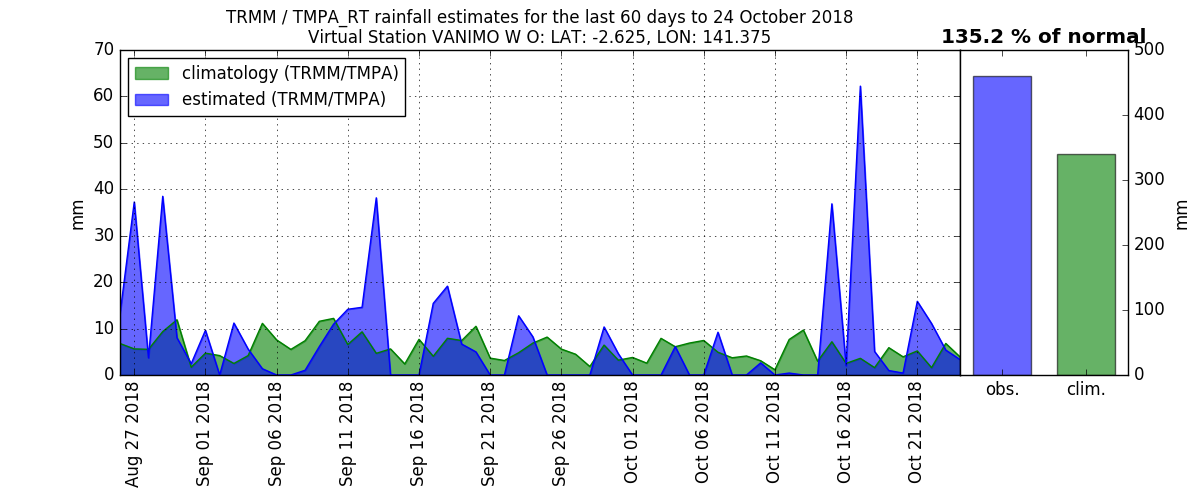 TRMM / TMPA_RT rainfall estimates for the last 60 days to 24 October 2018
Virtual Station VANIMO W O: LAT: -2.625, LON: 141.375
135.2 % of normal
climatology (TRMM/TMPA)
estimated (TRMM/TMPA)
70
60
50
40
30
20
10
0
mm
Aug 27 2018
Sep 01 2018
Sep 06 2018
Sep 11 2018
Sep 16 2018
Sep 21 2018
Sep 26 2018
Oct 01 2018
Oct 06 2018
Oct 11 2018
Oct 16 2018
Oct 21 2018
500
400
300
200
100
0
mm
obs.
clim.